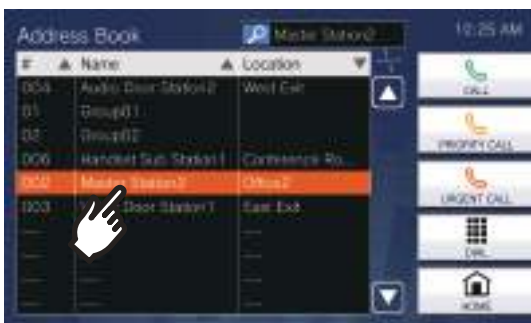 Address Book
Master Station2
10:25 AM
# Name Location
004 Audio Door Station2 West Exit
01 Group01
02 Group02
006 Handset Sub Station1 Conference Ro...
002 Master Station2 Office2
003 Door Station1 East Exit
CALL
PRIORITY CALL
URGENT CALL
DIAL
HOME